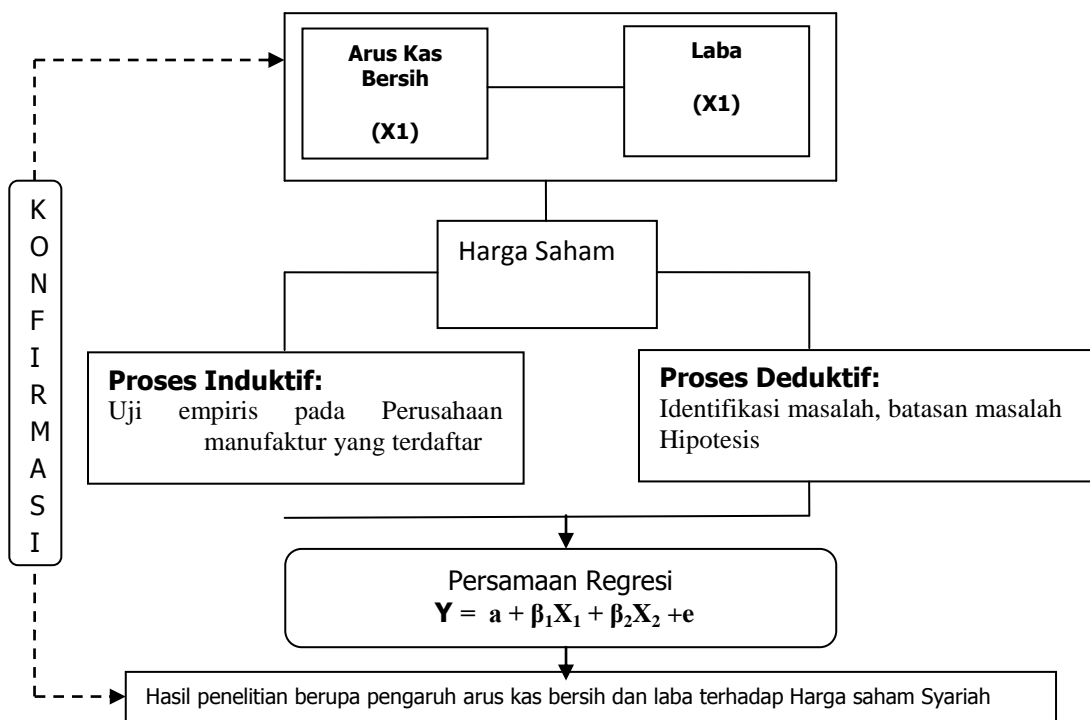 Arus Kas
Bersih
(X1)
Laba
(X1)
K
O
N
F
I
R
M
A
S
I
Harga Saham
Proses Induktif:
Uji empiris pada Perusahaan
manufaktur yang terdaftar
Proses Deduktif:
Identifikasi masalah, batasan masalah
Hipotesis
Persamaan Regresi
Y = a + β₁X₁ + β₂X₂ +e
Hasil penelitian berupa pengaruh arus kas bersih dan laba terhadap Harga saham Syariah